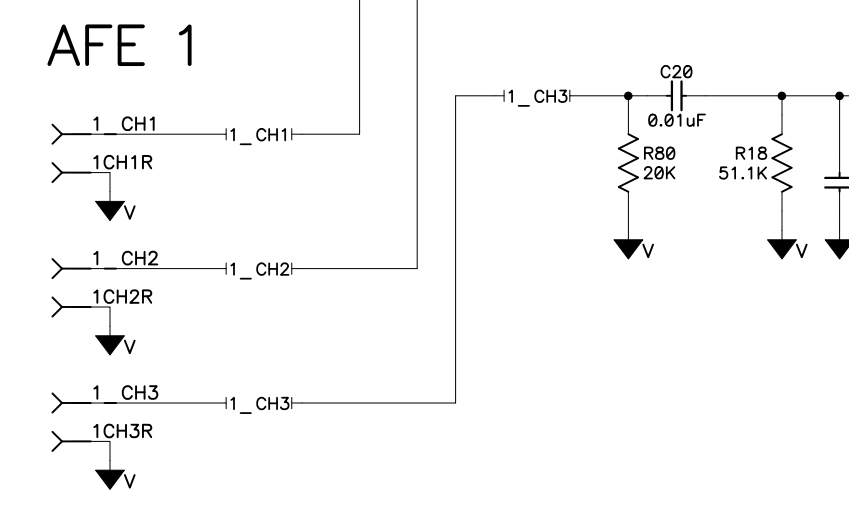 AFE 1
C20
1_CH3
0.01uF
1_CH1
1_CH1
1CH1R
V
R80
20K
R18
51.1K
V
V
1_CH2
1_CH2
1CH2R
V
1_CH3
1_CH3
1CH3R
V